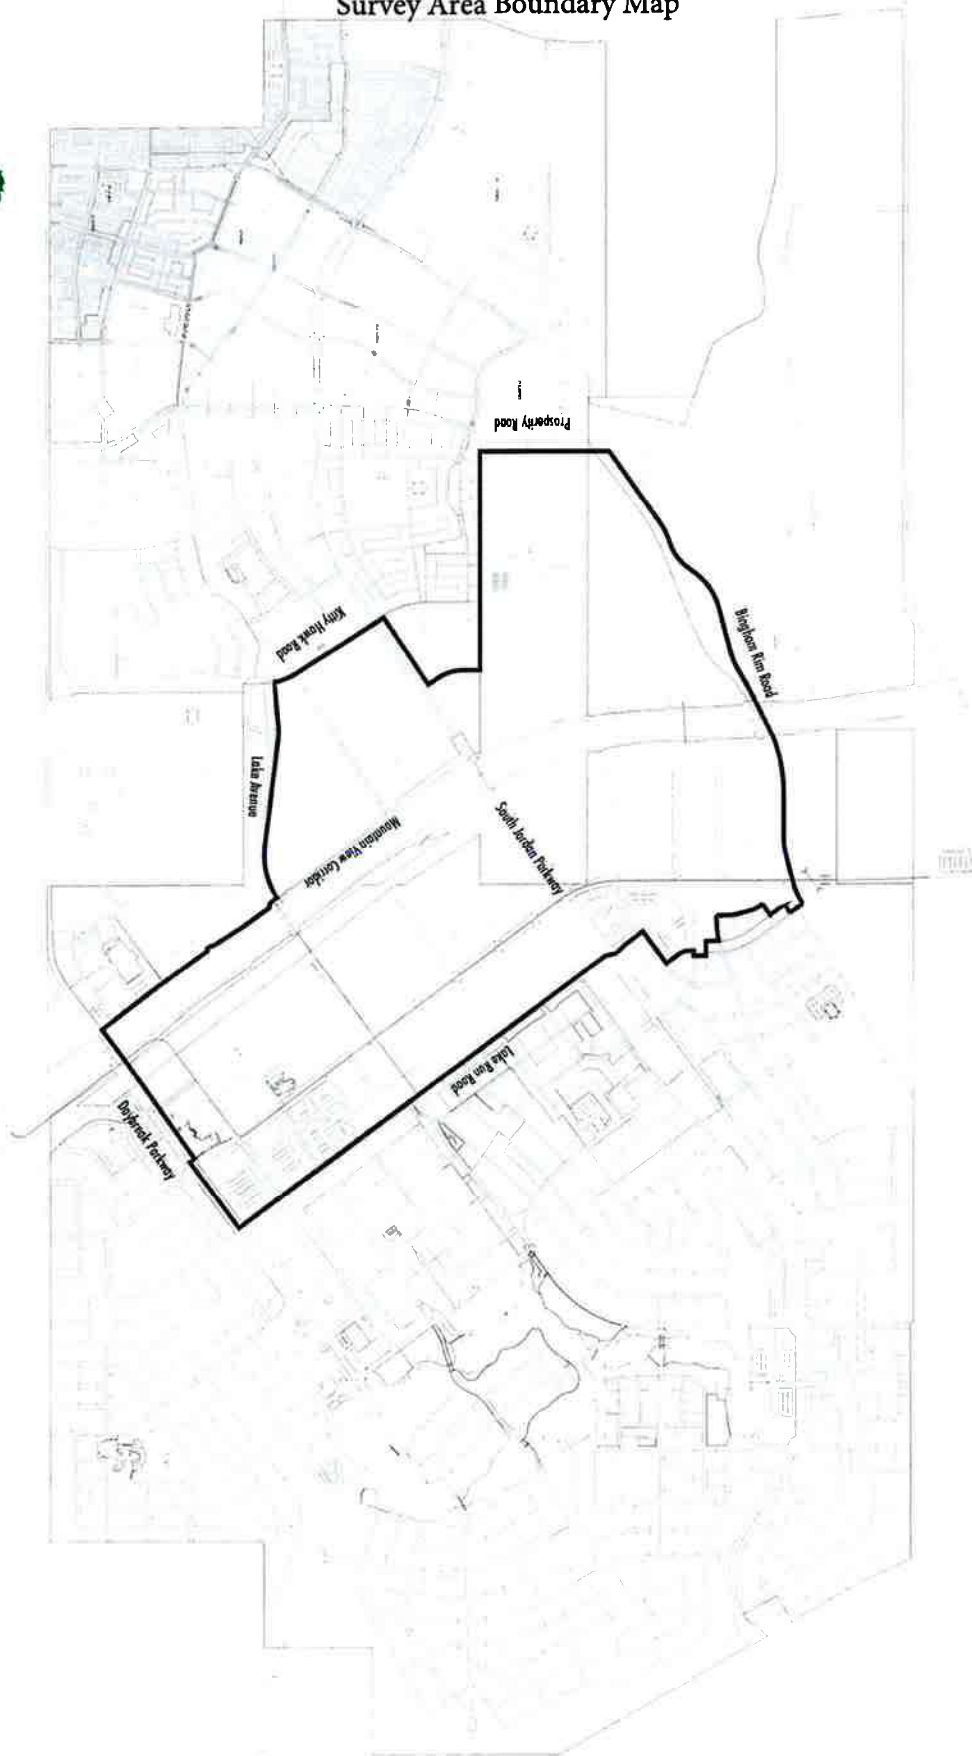 Survey Area Boundary Map
Prosperity Road
Kitty Hawk Road
Bingham Rim Road
Lake Avenue
Mountain View Corridor
South Jordan Parkway
Lake Run Road
Daybreak Parkway